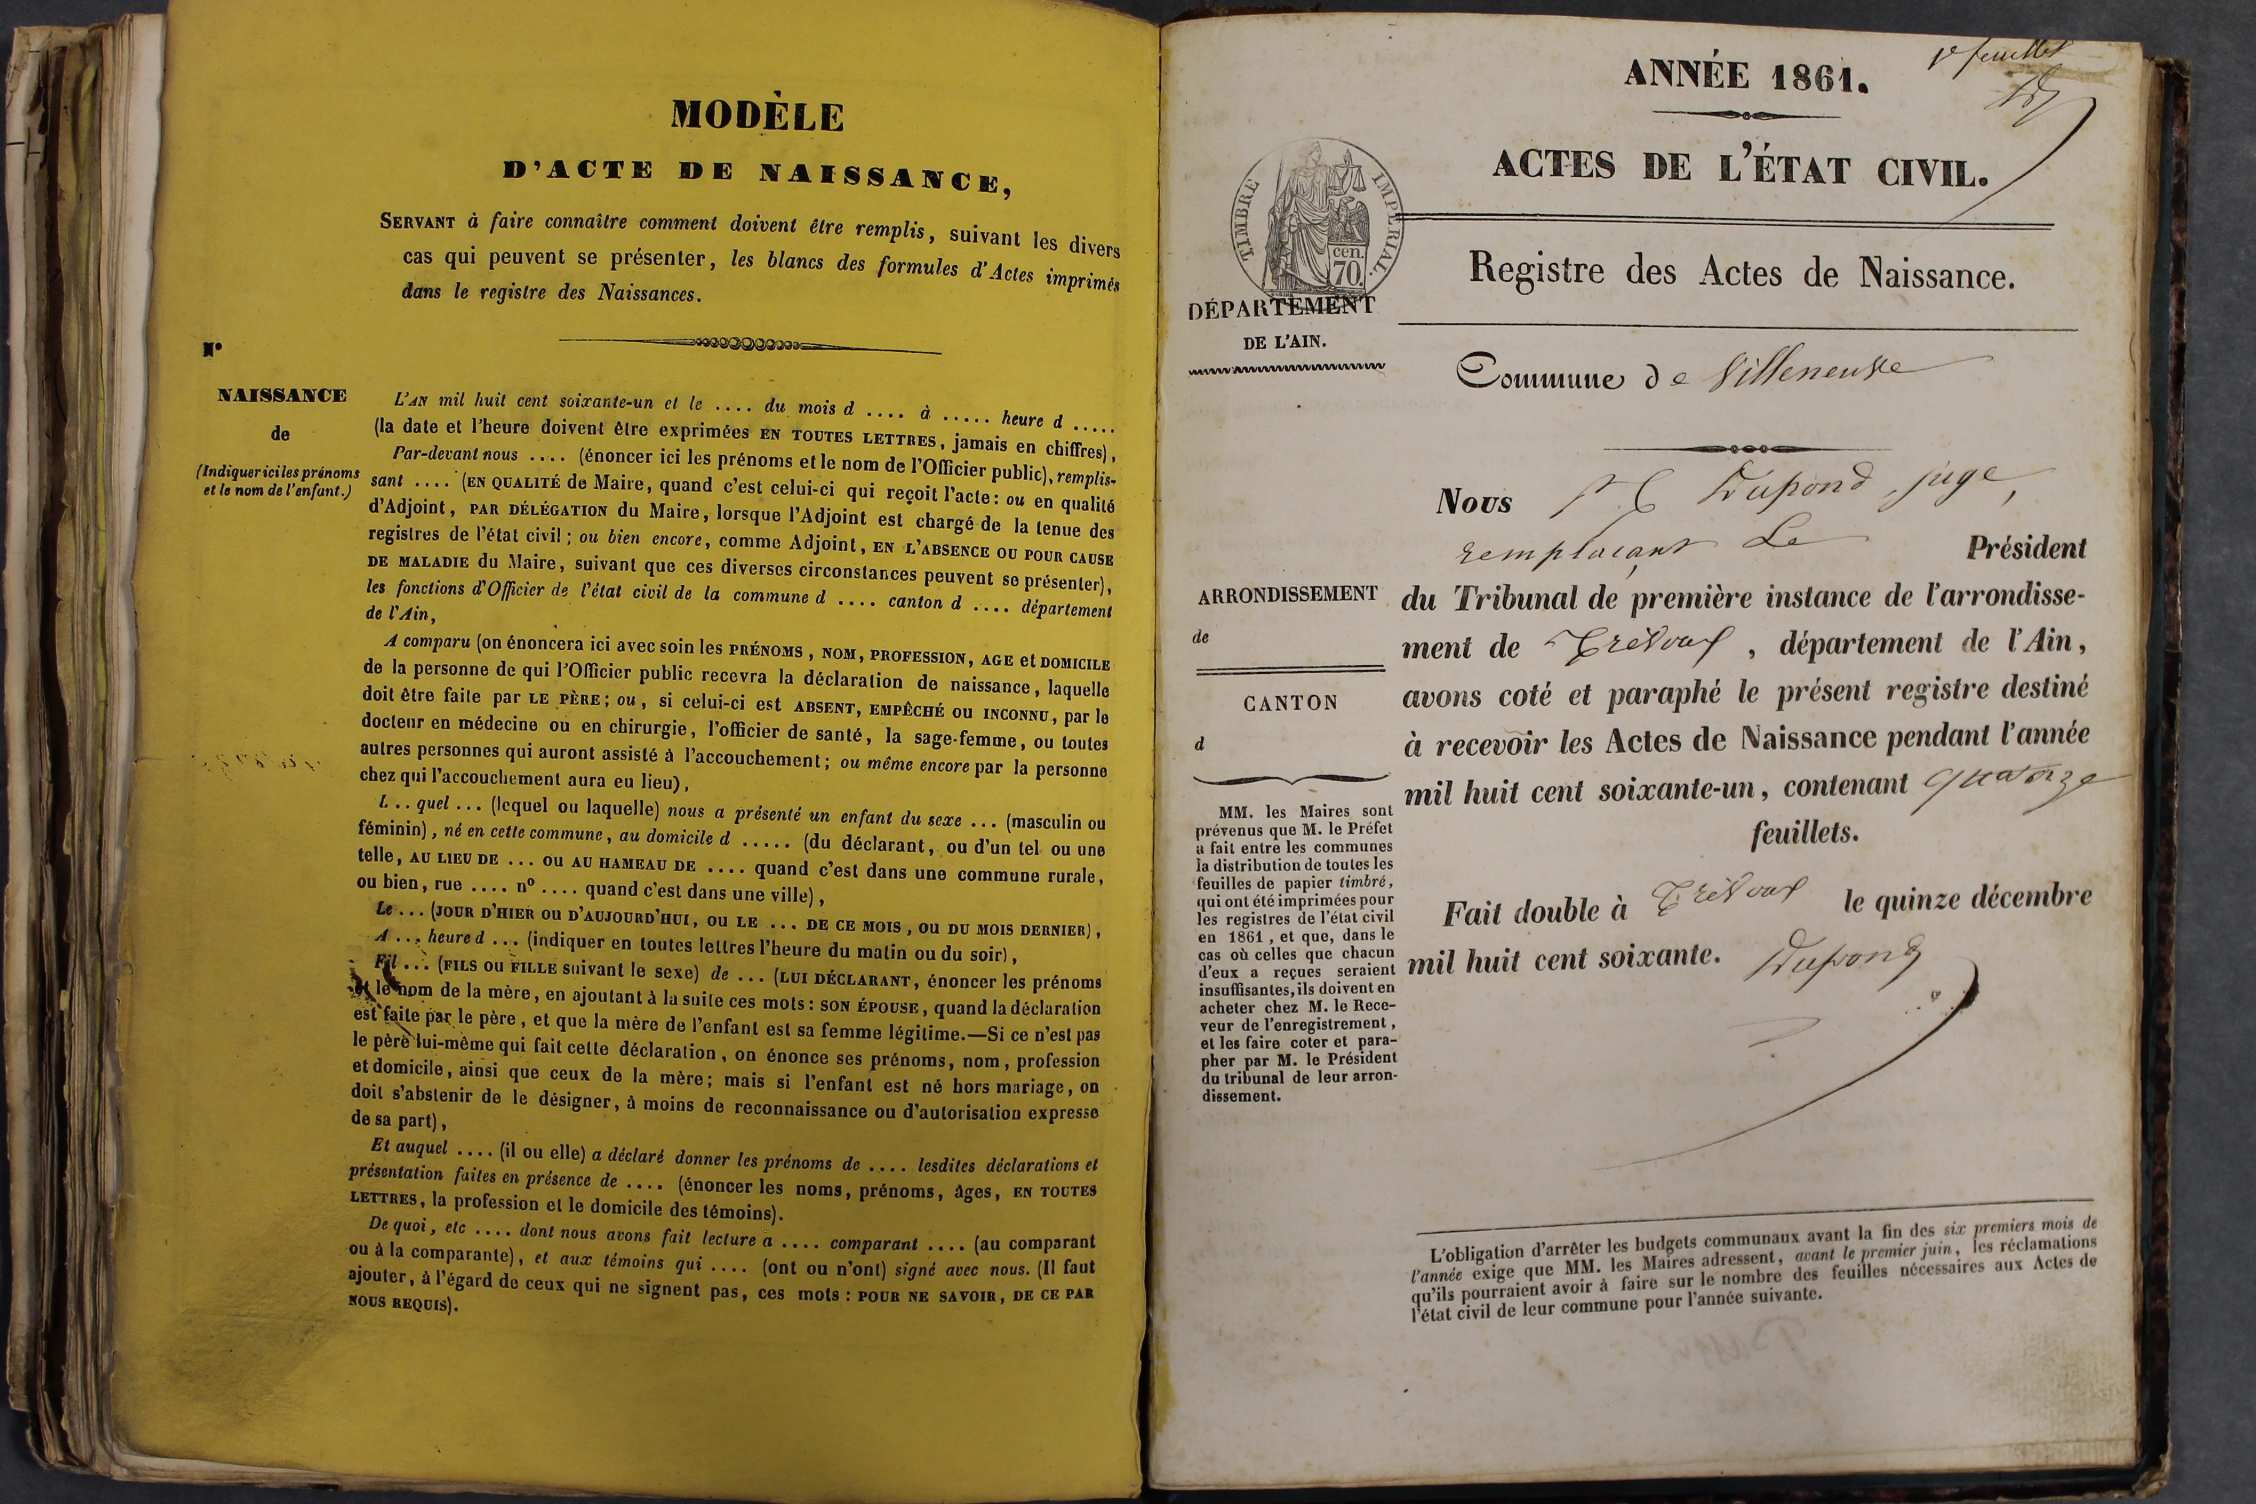 MODÈLE
D'ACTE DE NAISSANCE,
SERVANT à faire connaître comment doivent être remplis, suivant les divers
cas qui peuvent se présenter, les blancs des formules d'Actes imprimés
dans le registre des Naissances.
N°
NAISSANCE
de
(Indiquer ici les prénoms
et le nom de l'enfant.)
L'AN mil huit cent soixante-un et le .... du mois d .... à ..... heure d .....
(la date et l'heure doivent être exprimées EN TOUTES LETTRES, jamais en chiffres),
Par-devant nous .... (énoncer ici les prénoms et le nom de l'Officier public), remplis-
sant .... (EN QUALITÉ de Maire, quand c'est celui-ci qui reçoit l'acte: ou en qualité
d'Adjoint, PAR DÉLÉGATION du Maire, lorsque l'Adjoint est chargé de la tenue des
registres de l'état civil; ou bien encore, comme Adjoint, EN L'ABSENCE OU POUR CAUSE
DE MALADIE du Maire, suivant que ces diverses circonstances peuvent se présenter),
les fonctions d'Officier de l'état civil de la commune d .... canton d .... département
de l'Ain,
A comparu (on énoncera ici avec soin les PRÉNOMS, NOM, PROFESSION, AGE et DOMICILE
de la personne de qui l'Officier public recevra la déclaration de naissance, laquelle
doit être faite par LE PÈRE; ou, si celui-ci est ABSENT, EMPÊCHÉ OU INCONNU, par le
docteur en médecine ou en chirurgie, l'officier de santé, la sage-femme, ou toutes
autres personnes qui auront assisté à l'accouchement; ou même encore par la personne
chez qui l'accouchement aura eu lieu),
L .. quel ... (lequel ou laquelle) nous a présenté un enfant du sexe ... (masculin ou
féminin), né en cette commune, au domicile d ..... (du déclarant, ou d'un tel ou une
telle, AU LIEU DE ... ou AU HAMEAU DE .... quand c'est dans une commune rurale,
ou bien, rue .... n° .... quand c'est dans une ville),
Le ... (JOUR D'HIER OU D'AUJOURD'HUI, OU LE ... DE CE MOIS, OU DU MOIS DERNIER),
A ... heure d ... (indiquer en toutes lettres l'heure du matin ou du soir),
Fil ... (FILS OU FILLE suivant le sexe) de ... (LUI DÉCLARANT, énoncer les prénoms
et le nom de la mère, en ajoutant à la suite ces mots: SON ÉPOUSE, quand la déclaration
est faite par le père, et que la mère de l'enfant est sa femme légitime.—Si ce n'est pas
le père lui-même qui fait cette déclaration, on énonce ses prénoms, nom, profession
et domicile, ainsi que ceux de la mère; mais si l'enfant est né hors mariage, on
doit s'abstenir de le désigner, à moins de reconnaissance ou d'autorisation expresse
de sa part),
Et auquel .... (il ou elle) a déclaré donner les prénoms de .... lesdites déclarations et
présentation faites en présence de .... (énoncer les noms, prénoms, âges, EN TOUTES
LETTRES, la profession et le domicile des témoins).
De quoi, etc .... dont nous avons fait lecture a .... comparant .... (au comparant
ou à la comparante), et aux témoins qui .... (ont ou n'ont) signé avec nous. (Il faut
ajouter, à l'égard de ceux qui ne signent pas, ces mots: POUR NE SAVOIR, DE CE PAR
NOUS REQUIS).
1er feuillet
ANNÉE 1861.
ACTES DE L'ÉTAT CIVIL.
TIMBRE IMPÉRIAL.
cen.
70.
Registre des Actes de Naissance.
DÉPARTEMENT
DE L'AIN.
Commune de Villeneuve
Nous Dupond, juge,
remplaçant Le Président
du Tribunal de première instance de l'arrondisse-
ment de Trévoux, département de l'Ain,
avons coté et paraphé le présent registre destiné
à recevoir les Actes de Naissance pendant l'année
mil huit cent soixante-un, contenant quatorze
feuillets.
Fait double à Trévoux le quinze décembre
mil huit cent soixante. Dupond
ARRONDISSEMENT
de
CANTON
d
MM. les Maires sont
prévenus que M. le Préfet
a fait entre les communes
la distribution de toutes les
feuilles de papier timbré,
qui ont été imprimées pour
les registres de l'état civil
en 1861, et que, dans le
cas où celles que chacun
d'eux a reçues seraient
insuffisantes, ils doivent en
acheter chez M. le Rece-
veur de l'enregistrement,
et les faire coter et para-
pher par M. le Président
du tribunal de leur arron-
dissement.
L'obligation d'arrêter les budgets communaux avant la fin des six premiers mois de
l'année exige que MM. les Maires adressent, avant le premier juin, les réclamations
qu'ils pourraient avoir à faire sur le nombre des feuilles nécessaires aux Actes de
l'état civil de leur commune pour l'année suivante.